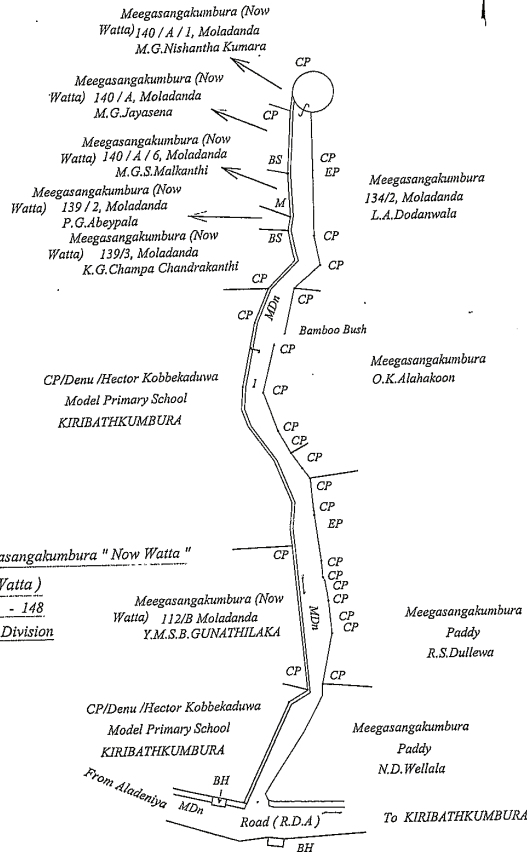 Meegasangakumbura (Now
Watta) 140 / A / 1, Moladanda
M.G.Nishantha Kumara
CP
Meegasangakumbura (Now
Watta) 140 / A, Moladanda
M.G.Jayasena
CP
Meegasangakumbura (Now
Watta) 140 / A / 6, Moladanda
M.G.S.Malkanthi
BS
CP
EP
Meegasangakumbura
134/2, Moladanda
L.A.Dodanwala
Meegasangakumbura (Now
Watta) 139 / 2, Moladanda
P.G.Abeypala
M
BS
Meegasangakumbura (Now
Watta) 139/3, Moladanda
K.G.Champa Chandrakanthi
CP
CP
CP
CP
CP
MDn
Bamboo Bush
CP
Meegasangakumbura
O.K.Alahakoon
CP/Denu /Hector Kobbekaduwa
Model Primary School
KIRIBATHKUMBURA
1
CP
CP
CP
CP
CP
CP
EP
asangakumbura " Now Watta "
Watta )
- 148
Division
CP
CP
CP
CP
CP
CP
Meegasangakumbura (Now
Watta) 112/B Moladanda
Y.M.S.B.GUNATHILAKA
MDn
Meegasangakumbura
Paddy
R.S.Dullewa
CP
CP
CP/Denu /Hector Kobbekaduwa
Model Primary School
KIRIBATHKUMBURA
Meegasangakumbura
Paddy
N.D.Wellala
From Aladeniya
BH
MDn
Road ( R.D.A )
To KIRIBATHKUMBURA
BH